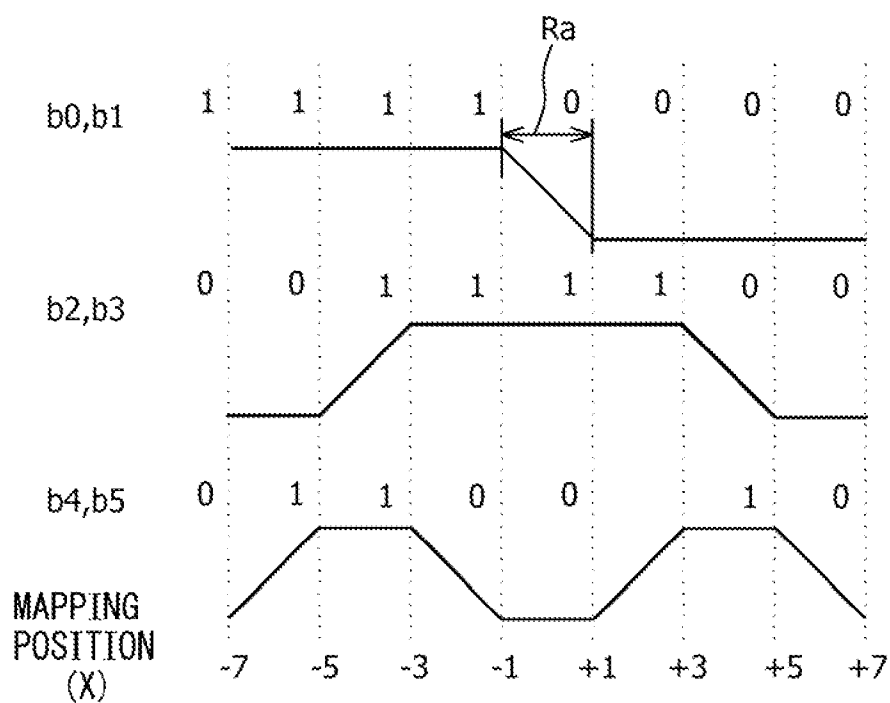 Ra
b0,b1 1 1 1 1 0 0 0 0
b2,b3 0 0 1 1 1 1 0 0
b4,b5 0 1 1 0 0 1 0
MAPPING
POSITION
(X)
-7 -5 -3 -1 +1 +3 +5 +7